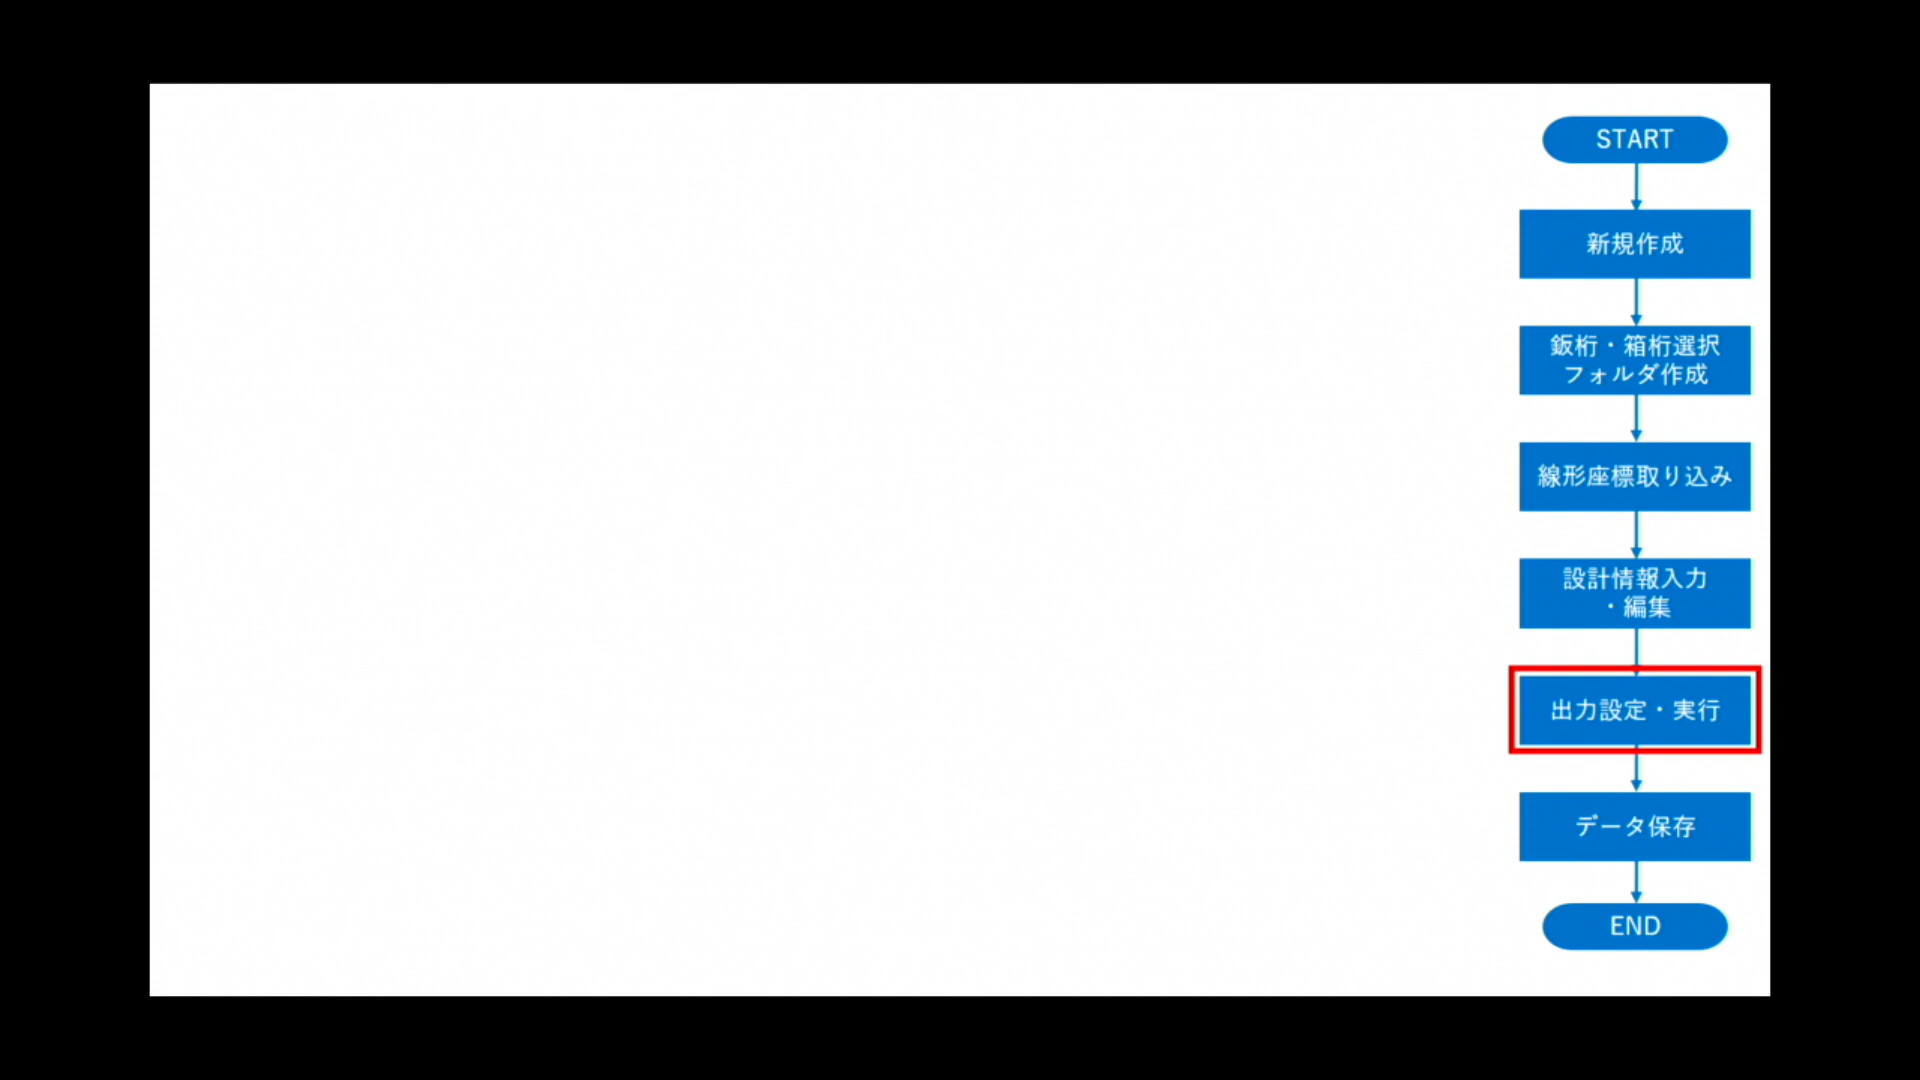 START
新規作成
鈑桁・箱桁選択
フォルダ作成
線形座標取り込み
設計情報入力
・編集
出力設定・実行
データ保存
END